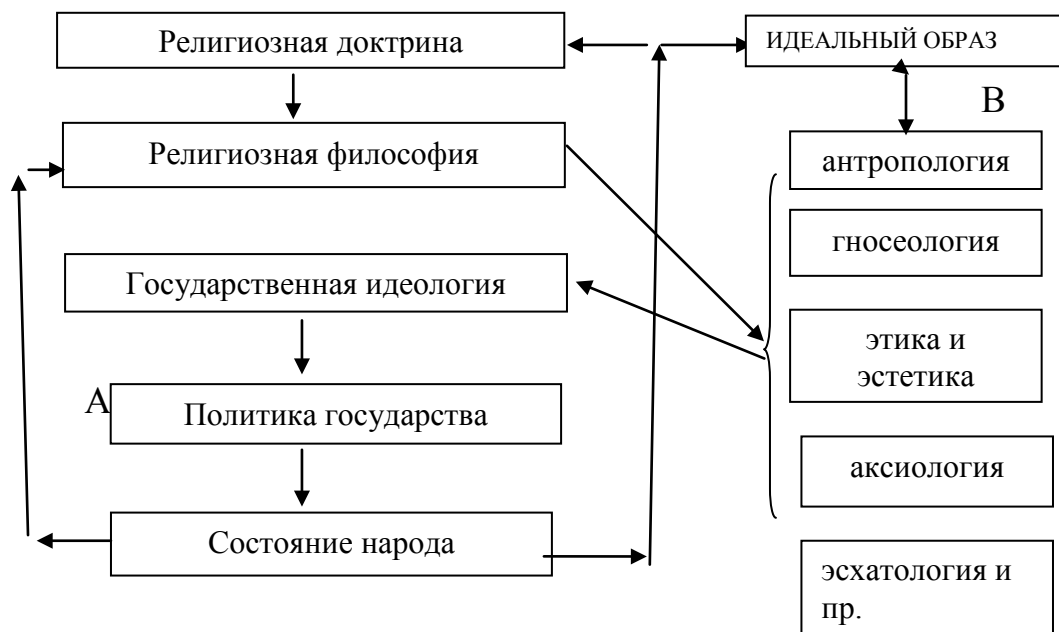 Религиозная доктрина
ИДЕАЛЬНЫЙ ОБРАЗ
В
Религиозная философия
антропология
гносеология
Государственная идеология
этика и
эстетика
А
Политика государства
аксиология
Состояние народа
эсхатология и
пр.